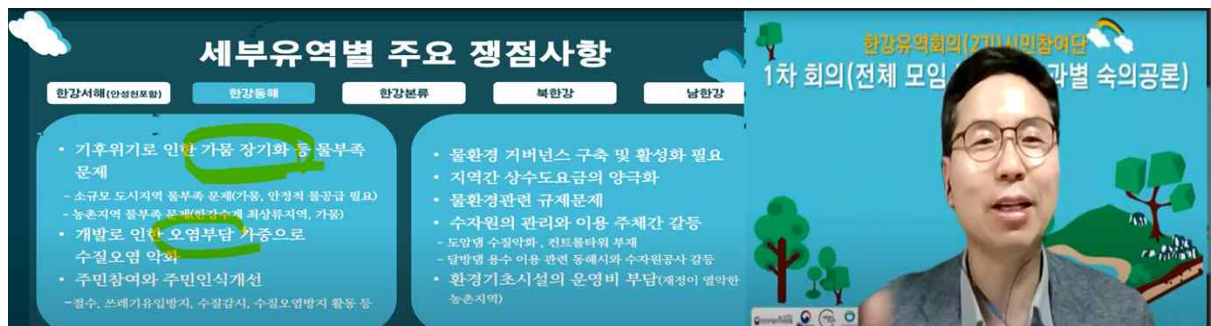 세부유역별 주요 쟁점사항
한강서해(안성천포함)
한강동해
한강본류
북한강
남한강
• 기후위기로 인한 가뭄 장기화 등 물부족
문제
- 소규모 도시지역 물부족 문제(가뭄, 안정적 물공급 필요)
- 농촌지역 물부족 문제(한강수계 최상류지역, 가뭄)
• 개발로 인한 오염부담 가중으로
수질오염 악화
• 주민참여와 주민인식개선
-절수, 쓰레기유입방지, 수질감시, 수질오염방지 활동 등
• 물환경 거버넌스 구축 및 활성화 필요
• 지역간 상수도요금의 양극화
• 물환경관련 규제문제
• 수자원의 관리와 이용 주체간 갈등
- 도암댐 수질악화 , 컨트롤타워 부재
- 달방댐 용수 이용 관련 동해시와 수자원공사 갈등
• 환경기초시설의 운영비 부담(재정이 열악한
농촌지역)
한강유역회의(2기)시민참여단
1차 회의(전체 모임 과별 숙의공론)